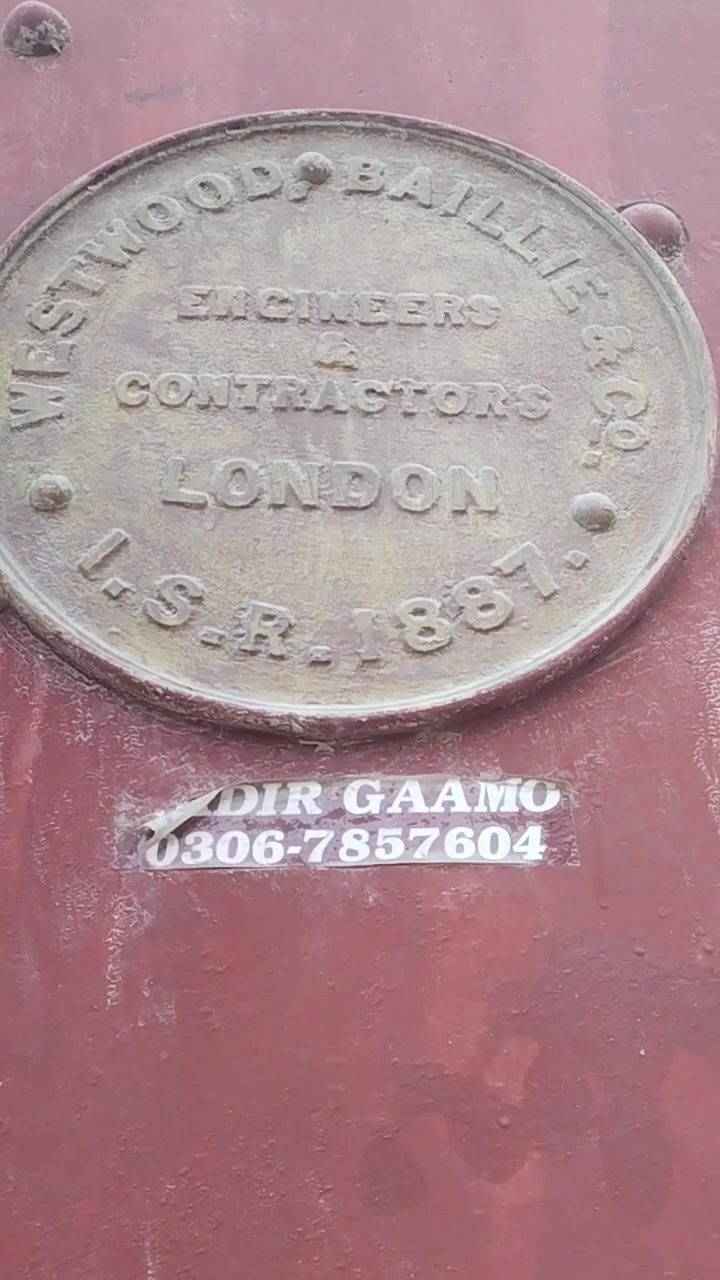 WESTWOOD, BAILLIE & Co.
ENGINEERS
&
CONTRACTORS
LONDON
I.S.R. 1887.
GAAMO
0306-7857604